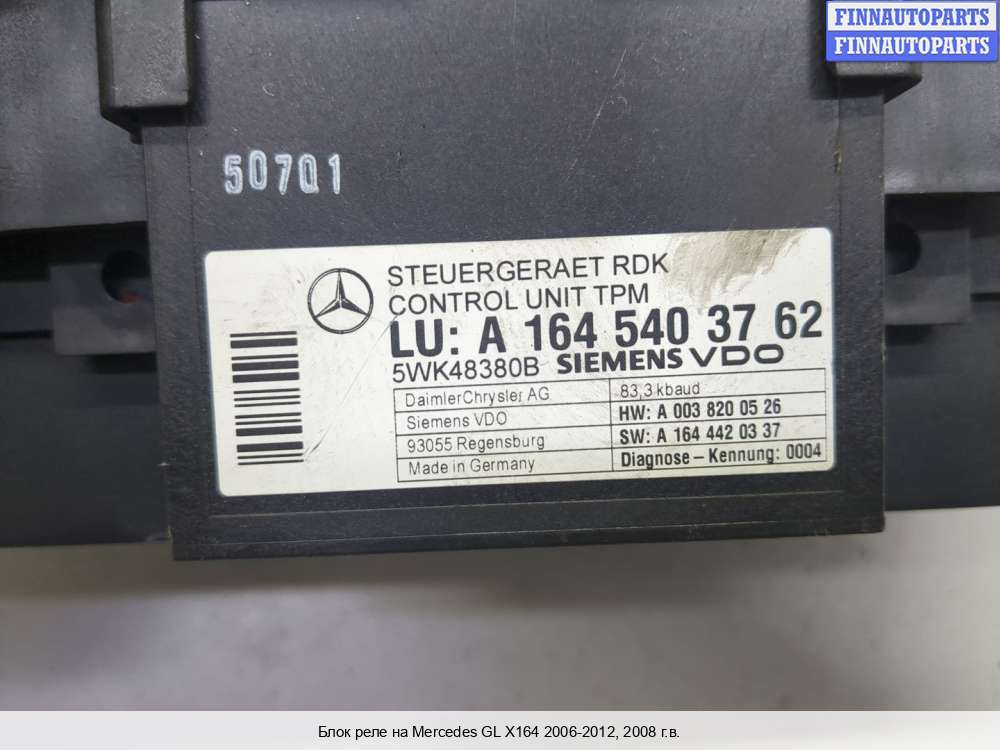 FINNAUTOPARTS
FINNAUTOPARTS
50701
STEUERGERAET RDK
CONTROL UNIT TPM
LU: A 164 540 37 62
5WK48380B SIEMENS VDO
DaimlerChrysler AG 83,3 kbaud
Siemens VDO HW: A 003 820 05 26
93055 Regensburg SW: A 164 442 03 37
Made in Germany Diagnose – Kennung: 0004
Блок реле на Mercedes GL X164 2006-2012, 2008 г.в.